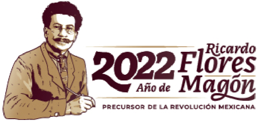 2022 Ricardo
Año de Flores
Magón
PRECURSOR DE LA REVOLUCIÓN MEXICANA